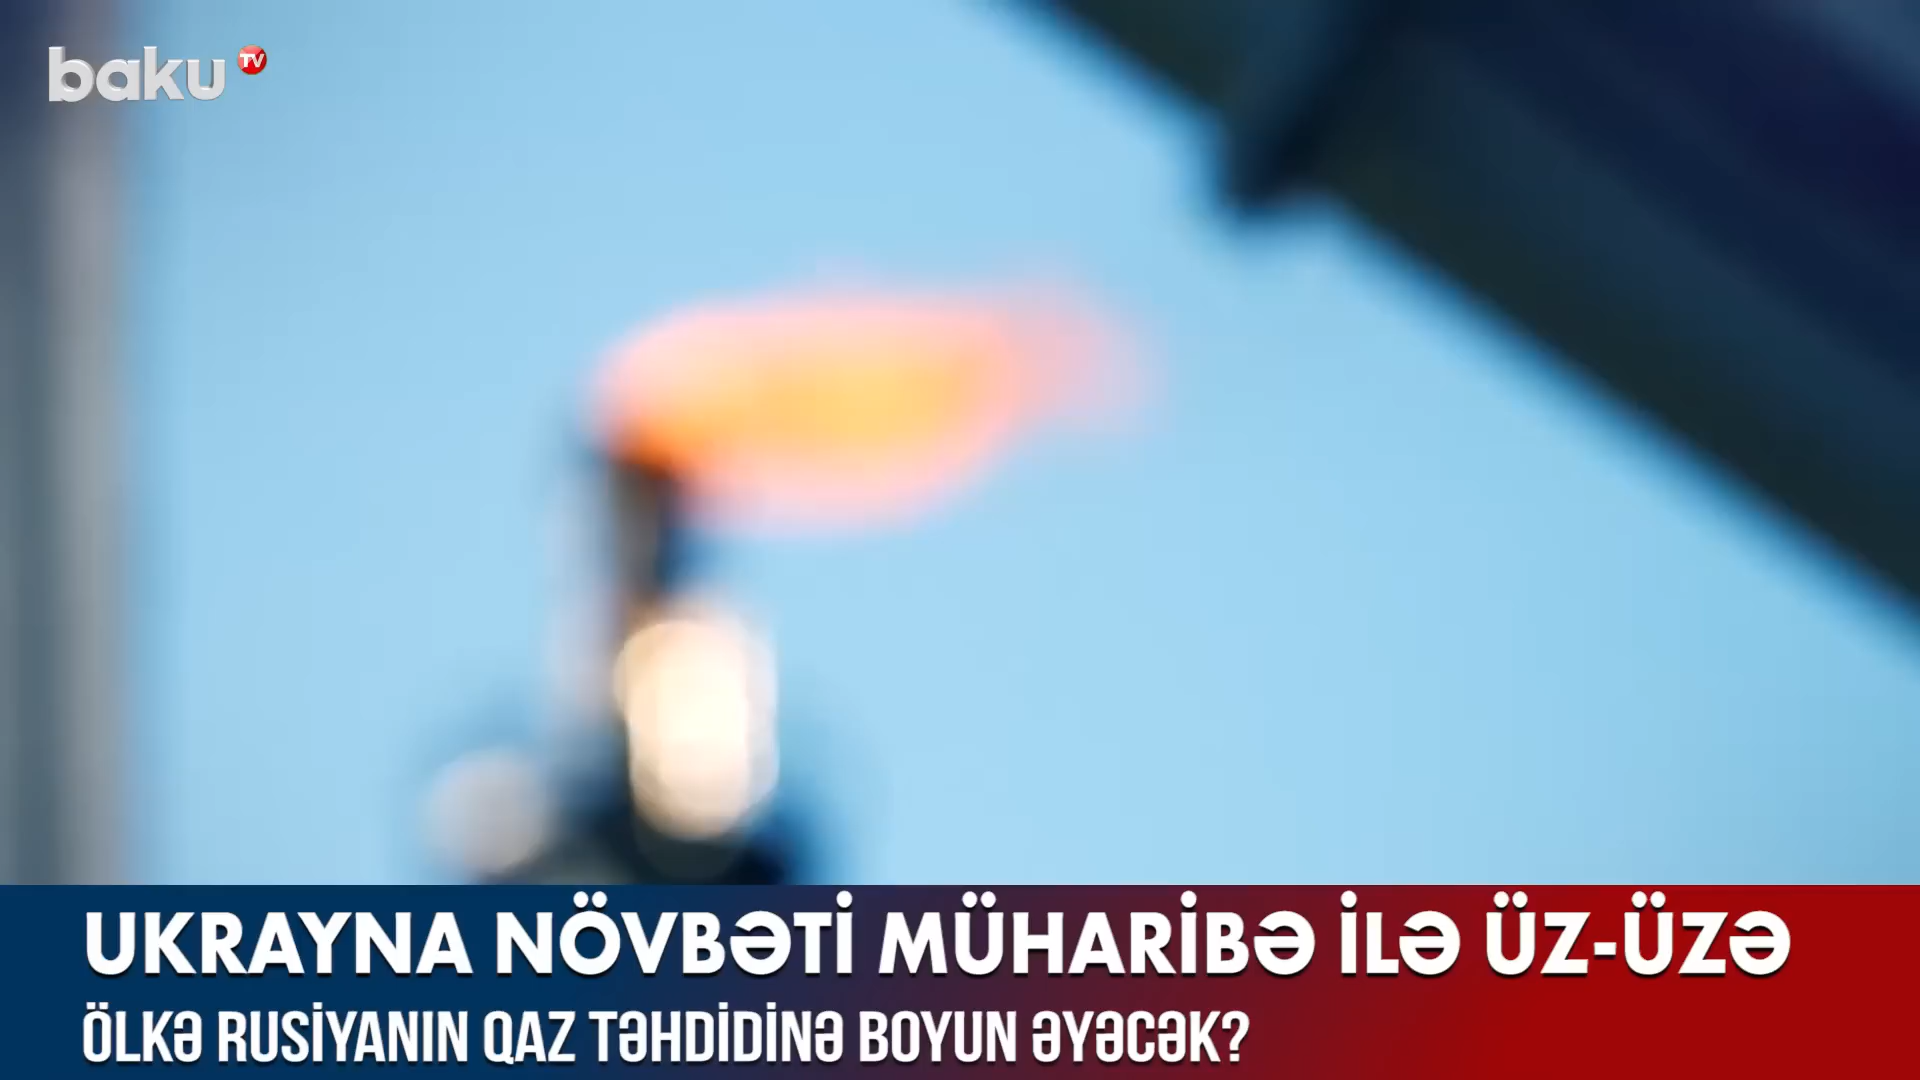 baku TV
UKRAYNA NÖVBƏTİ MÜHARİBƏ İLƏ ÜZ-ÜZƏ
ÖLKƏ RUSİYANIN QAZ TƏHDİDİNƏ BOYUN ƏYƏCƏK?